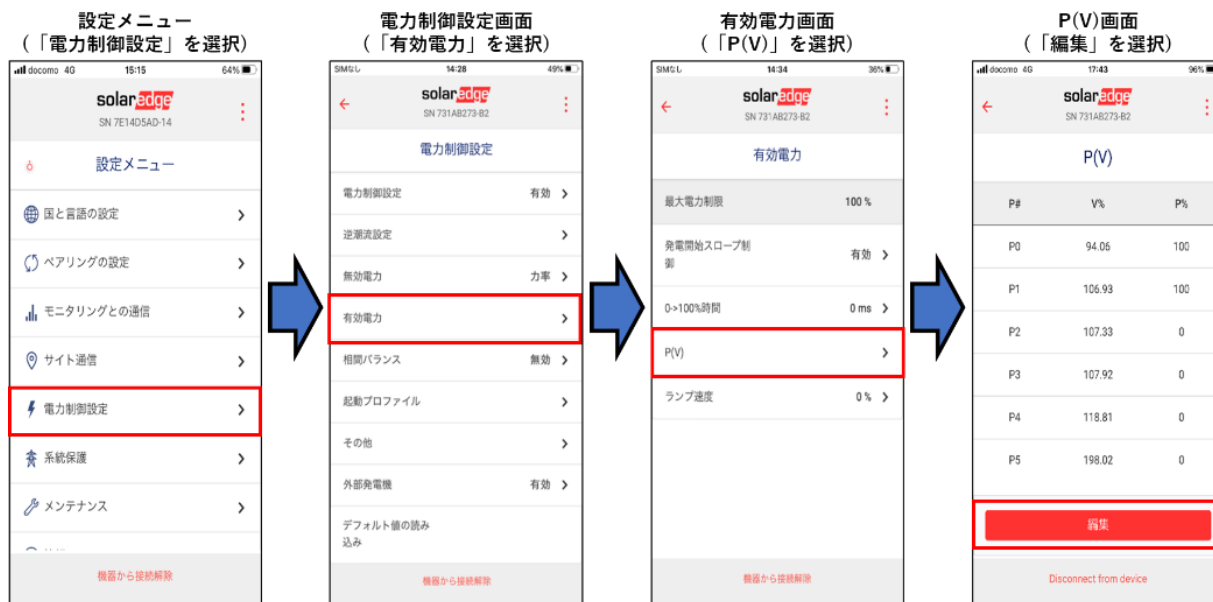 設定メニュー
(「電力制御設定」を選択)
docomo 4G 15:15 64%
solaredge
SN 7E14D5AD-14
設定メニュー
国と言語の設定
ペアリングの設定
モニタリングとの通信
サイト通信
電力制御設定
系統保護
メンテナンス
機器から接続解除
電力制御設定画面
(「有効電力」を選択)
SIMなし 14:28 49%
solaredge
SN 731AB273-B2
電力制御設定
電力制御設定 有効
逆潮流設定
無効電力 力率
有効電力
相間バランス 無効
起動プロファイル
その他
外部発電機 有効
デフォルト値の読み
込み
機器から接続解除
有効電力画面
(「P(V)」を選択)
SIMなし 14:34 36%
solaredge
SN 731AB273-B2
有効電力
最大電力制限 100 %
発電開始スロープ制
御 有効
0->100%時間 0 ms
P(V)
ランプ速度 0 %
機器から接続解除
P(V)画面
(「編集」を選択)
docomo 4G 17:43 96%
solaredge
SN 731AB273-B2
P(V)
P# V% P%
P0 94.06 100
P1 106.93 100
P2 107.33 0
P3 107.92 0
P4 118.81 0
P5 198.02 0
編集
Disconnect from device